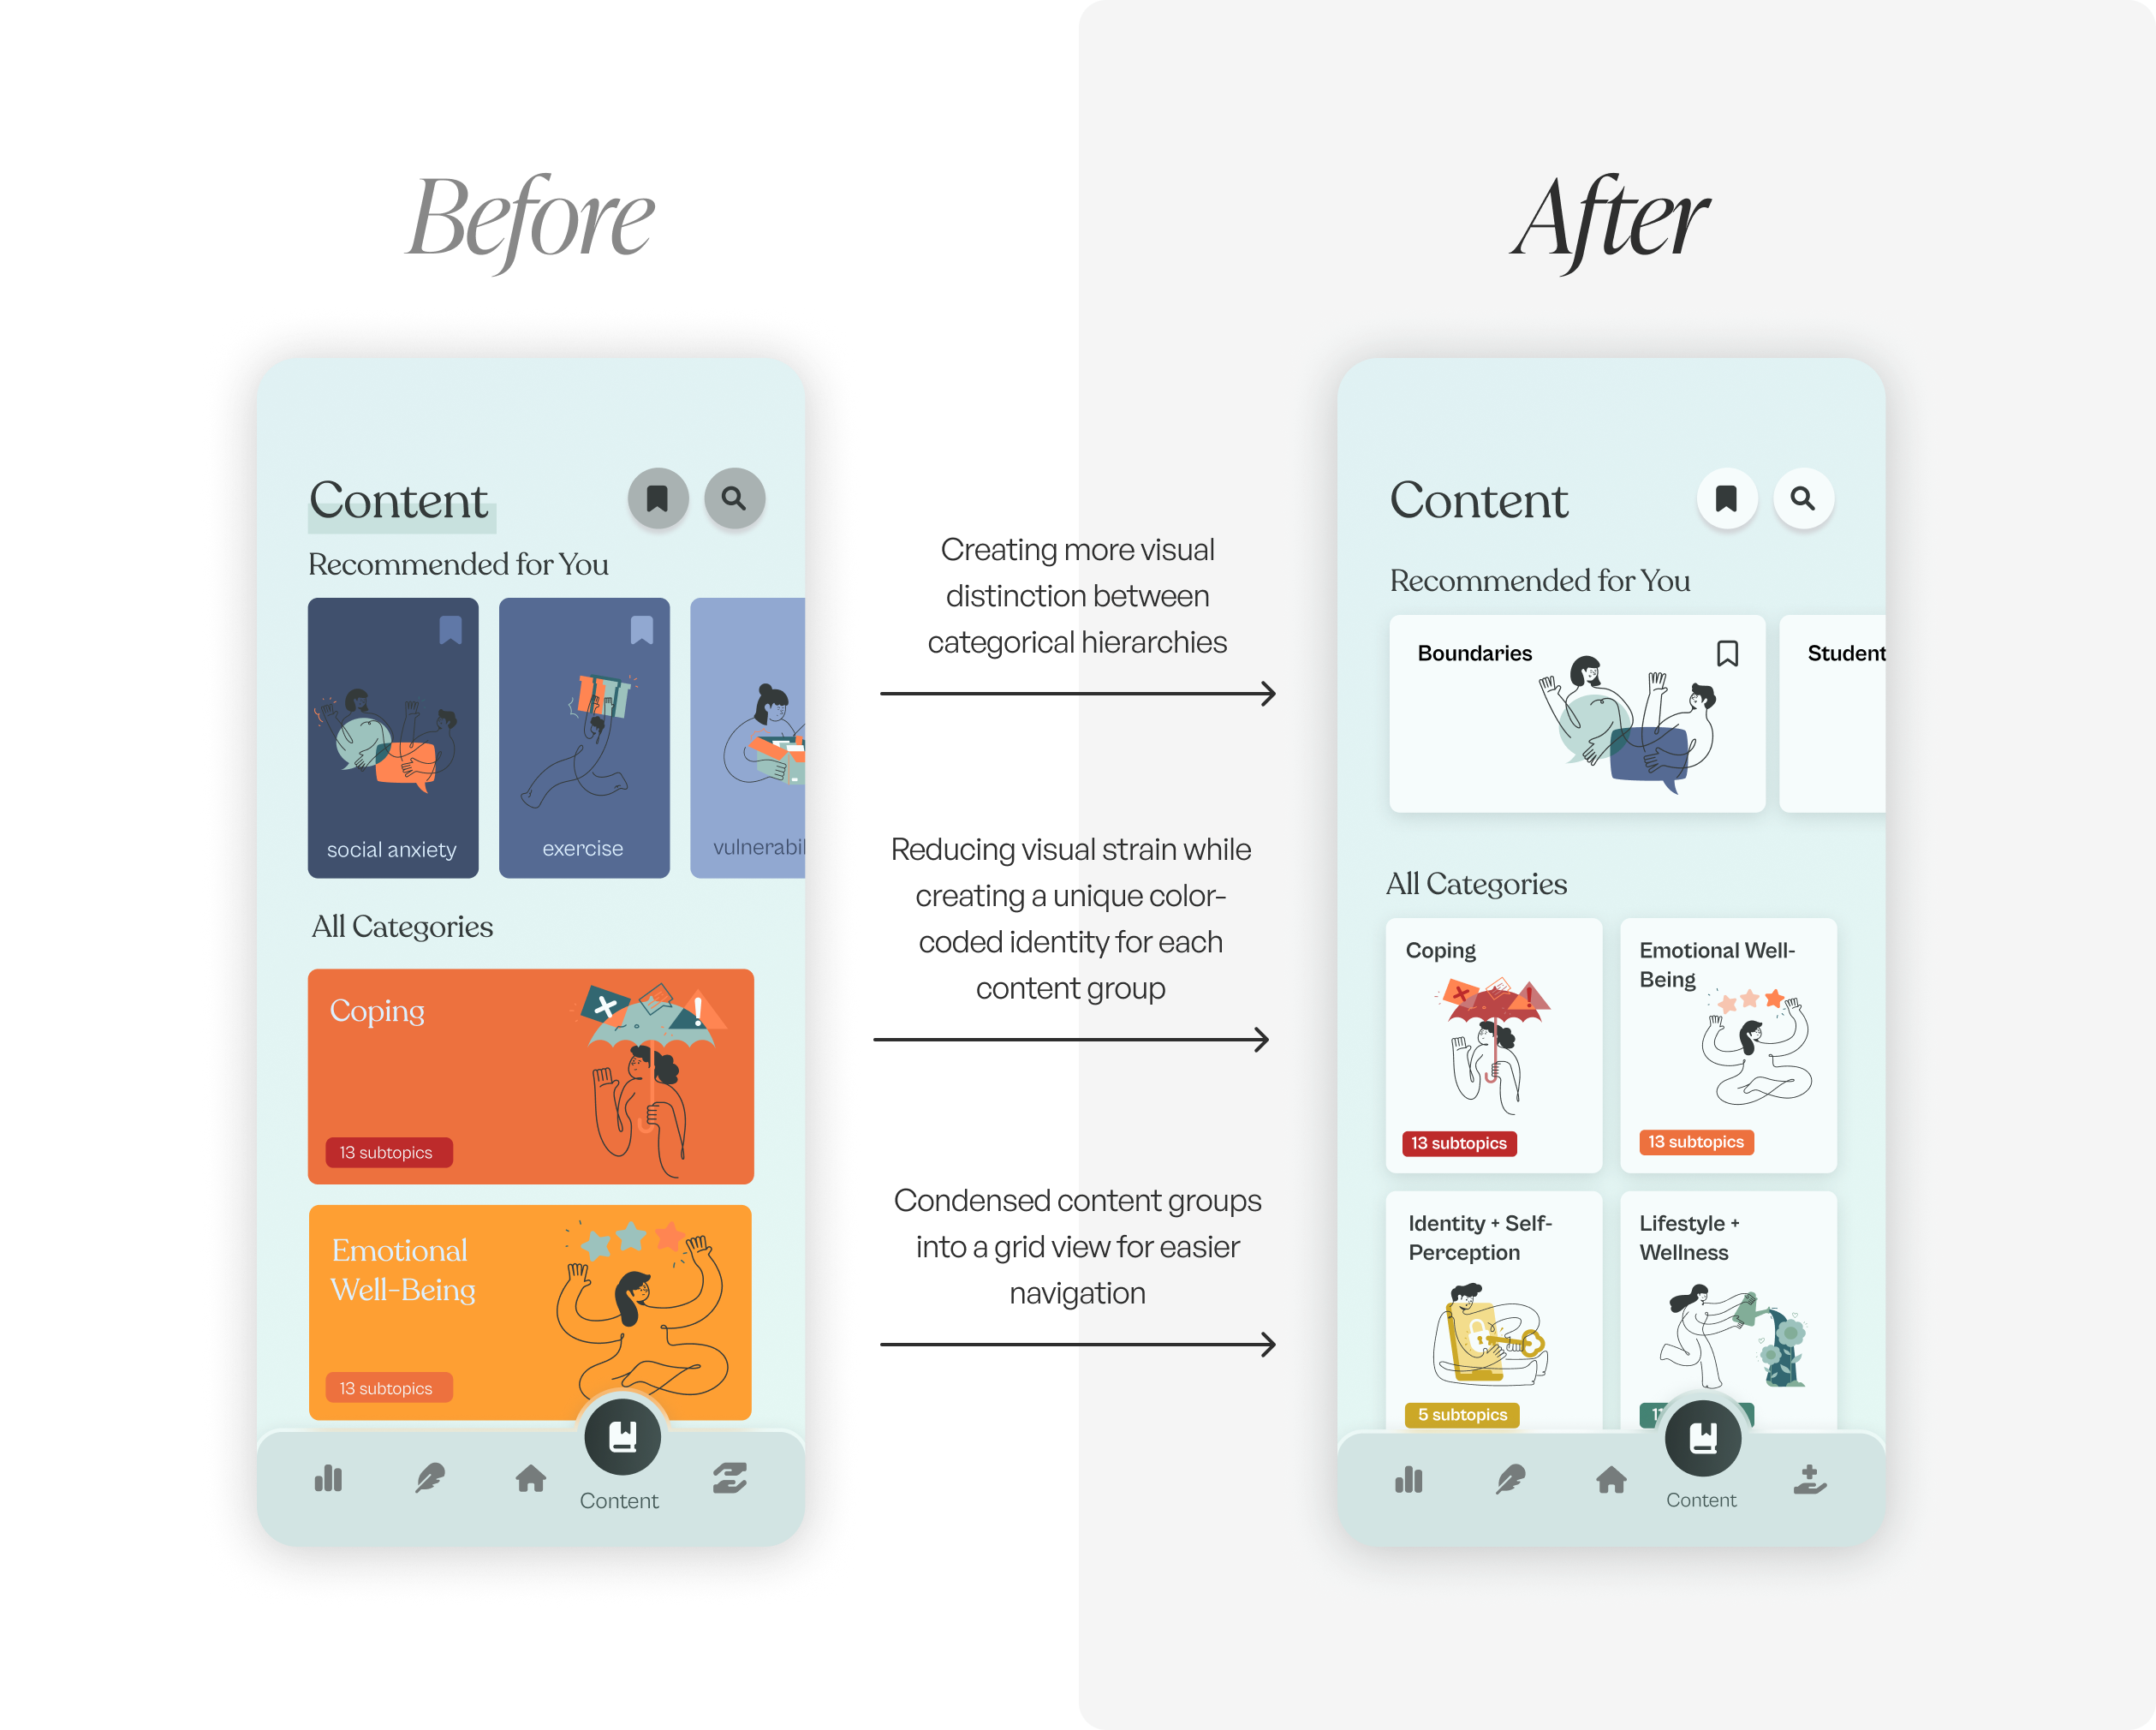 Before
After
Content
Recommended for You
social anxiety
exercise
All Categories
Coping
13 subtopics
Emotional
Well-Being
13 subtopics
Content
Creating more visual
distinction between
categorical hierarchies
Reducing visual strain while
creating a unique color-
coded identity for each
content group
Condensed content groups
into a grid view for easier
navigation
Content
Recommended for You
Boundaries
Student
All Categories
Coping
13 subtopics
Emotional Well-
Being
13 subtopics
Identity + Self-
Perception
5 subtopics
Lifestyle +
Wellness
Content